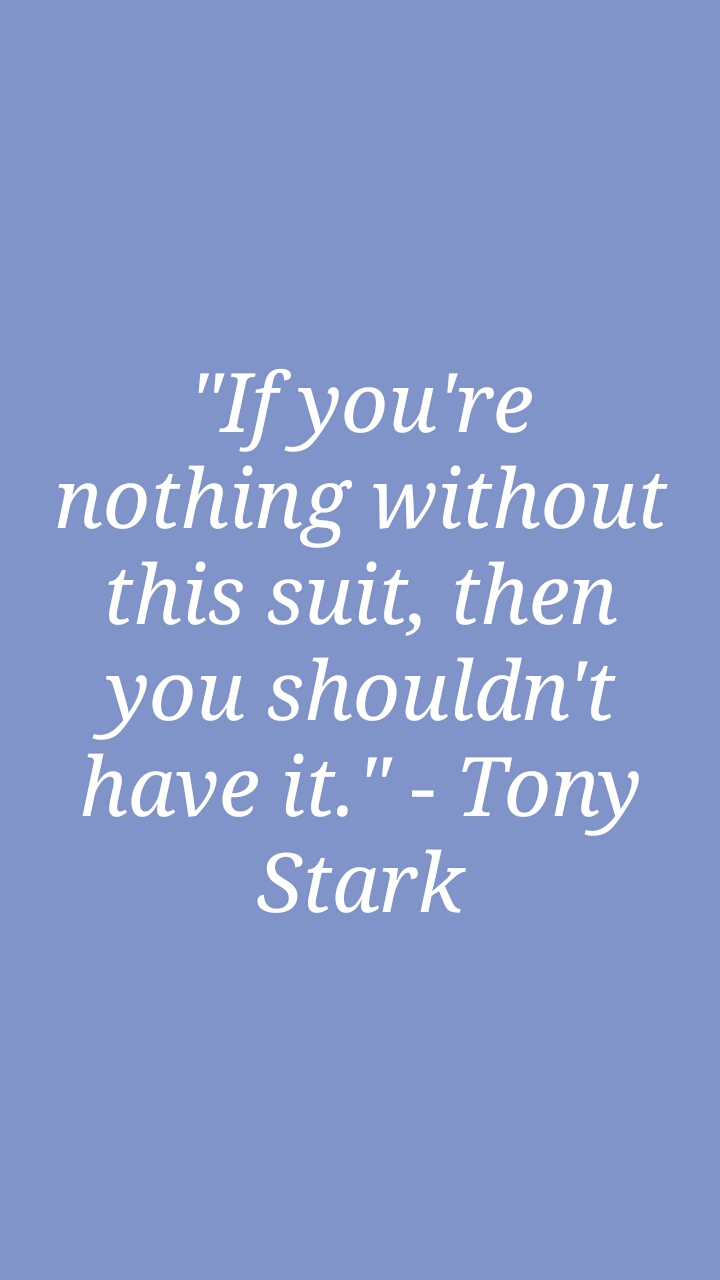 "If you're
nothing without
this suit, then
you shouldn't
have it." - Tony
Stark